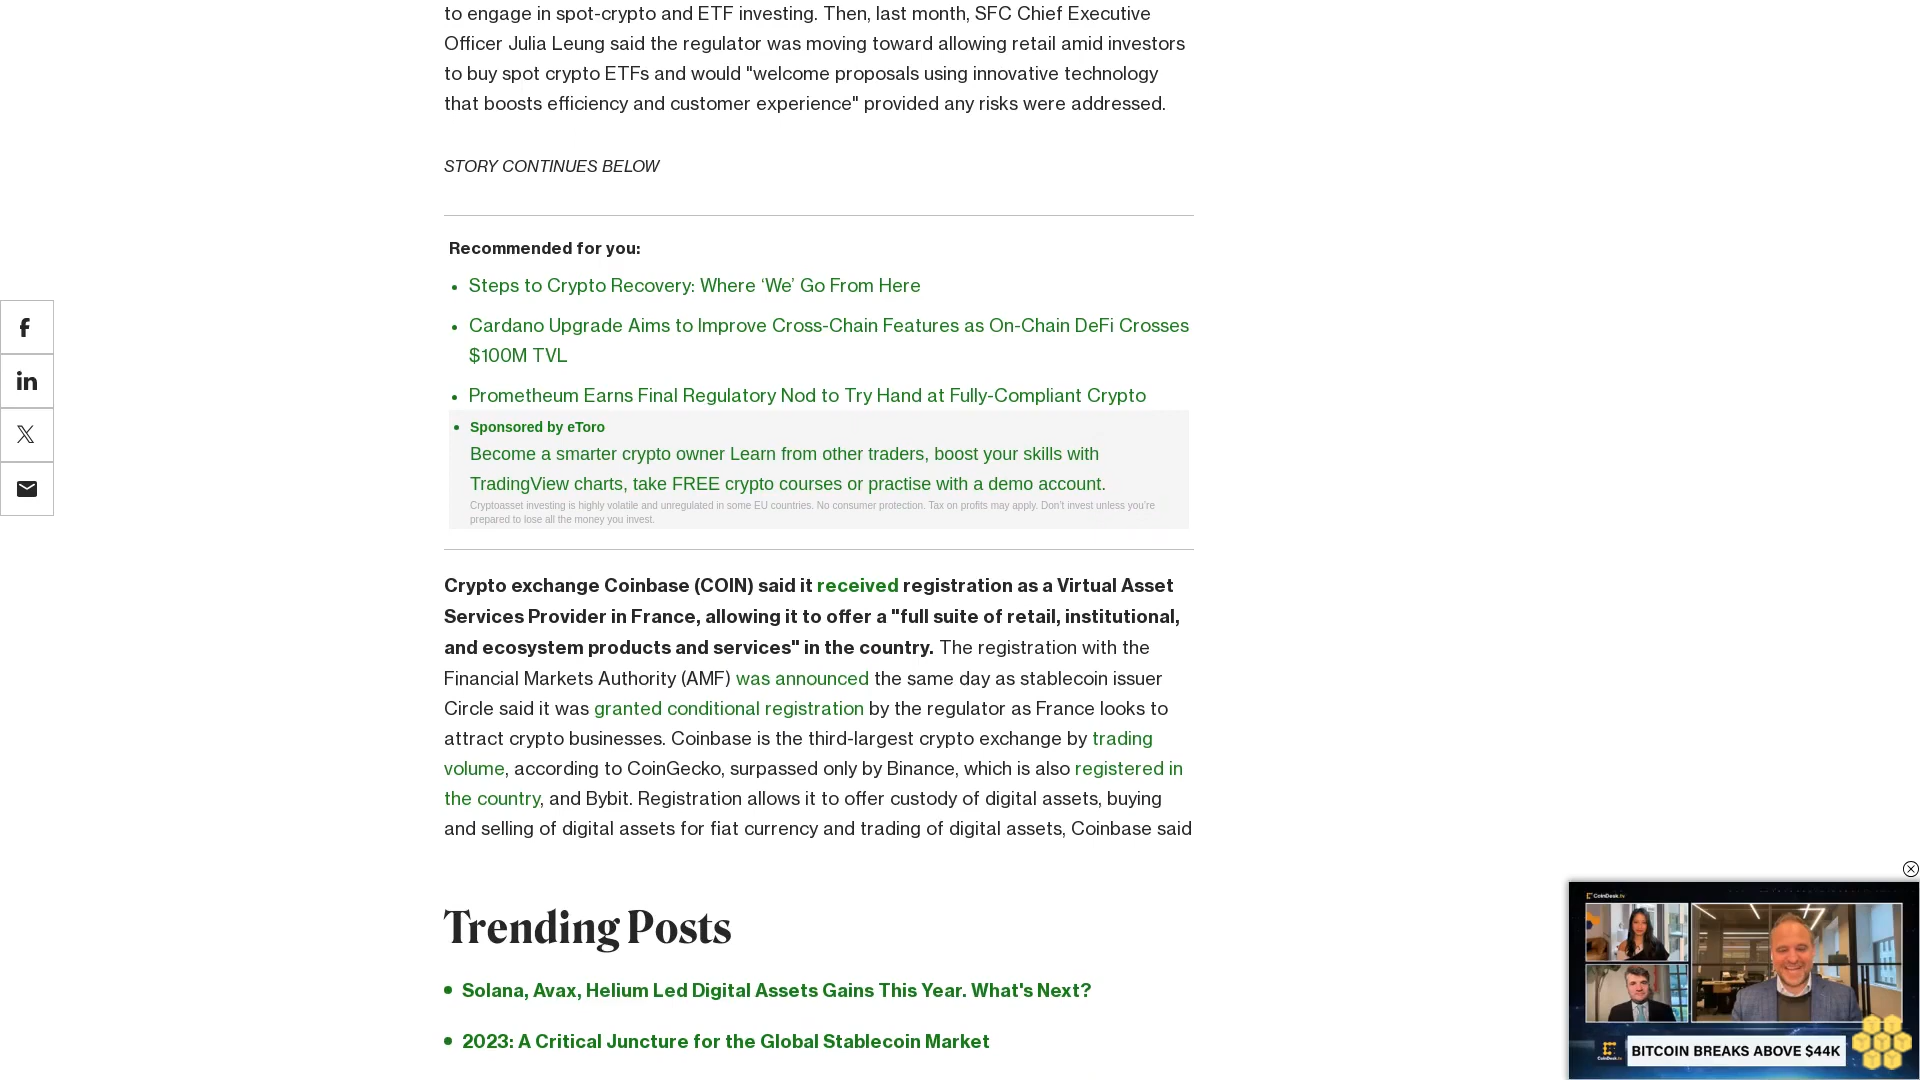 to engage in spot-crypto and ETF investing. Then, last month, SFC Chief Executive
Officer Julia Leung said the regulator was moving toward allowing retail amid investors
to buy spot crypto ETFs and would "welcome proposals using innovative technology
that boosts efficiency and customer experience" provided any risks were addressed.
STORY CONTINUES BELOW
Recommended for you:
• Steps to Crypto Recovery: Where ‘We’ Go From Here
• Cardano Upgrade Aims to Improve Cross-Chain Features as On-Chain DeFi Crosses
$100M TVL
• Prometheum Earns Final Regulatory Nod to Try Hand at Fully-Compliant Crypto
• Sponsored by eToro
Become a smarter crypto owner Learn from other traders, boost your skills with
TradingView charts, take FREE crypto courses or practise with a demo account.
Cryptoasset investing is highly volatile and unregulated in some EU countries. No consumer protection. Tax on profits may apply. Don’t invest unless you’re
prepared to lose all the money you invest.
Crypto exchange Coinbase (COIN) said it received registration as a Virtual Asset
Services Provider in France, allowing it to offer a "full suite of retail, institutional,
and ecosystem products and services" in the country. The registration with the
Financial Markets Authority (AMF) was announced the same day as stablecoin issuer
Circle said it was granted conditional registration by the regulator as France looks to
attract crypto businesses. Coinbase is the third-largest crypto exchange by trading
volume, according to CoinGecko, surpassed only by Binance, which is also registered in
the country, and Bybit. Registration allows it to offer custody of digital assets, buying
and selling of digital assets for fiat currency and trading of digital assets, Coinbase said
Trending Posts
• Solana, Avax, Helium Led Digital Assets Gains This Year. What's Next?
• 2023: A Critical Juncture for the Global Stablecoin Market
CoinDesk.tv
CoinDesk.tv
BITCOIN BREAKS ABOVE $44K